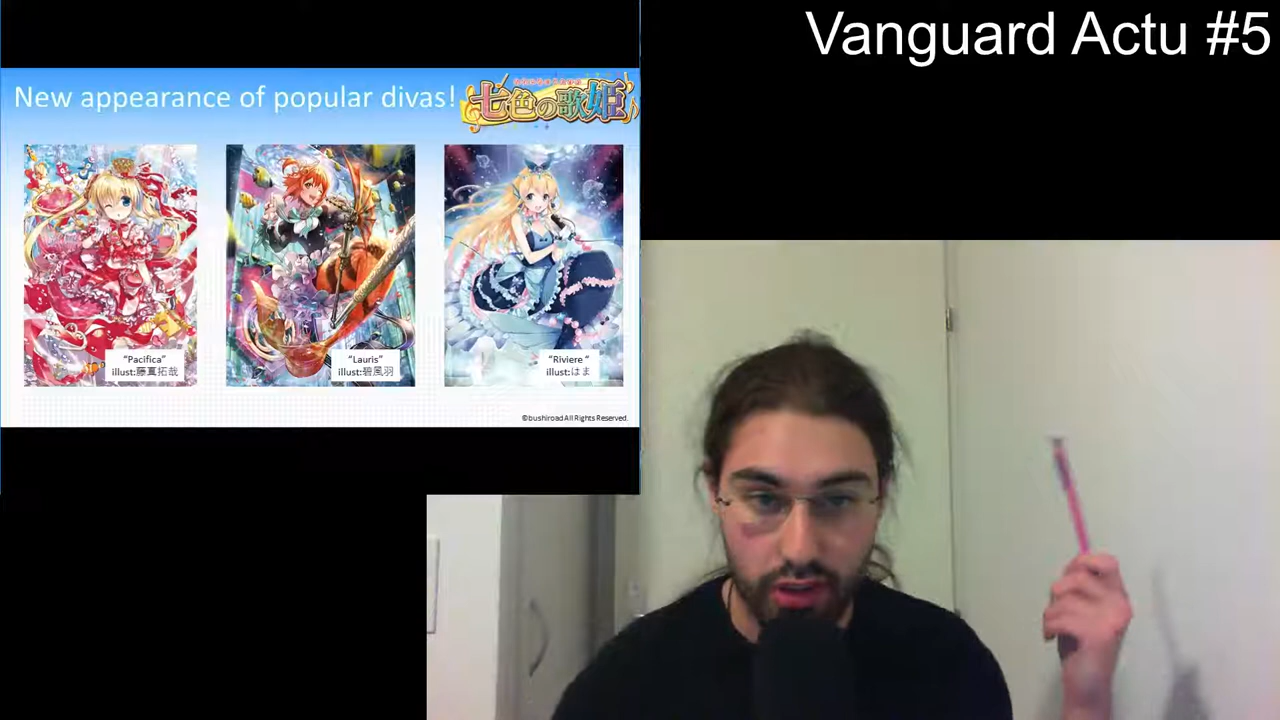 Vanguard Actu #5
New appearance of popular divas!
七色の歌姫
"Pacifica"
illust:藤真拓哉
"Lauris"
illust:碧風羽
"Riviere "
illust:はま
©bushiroad All Rights Reserved.